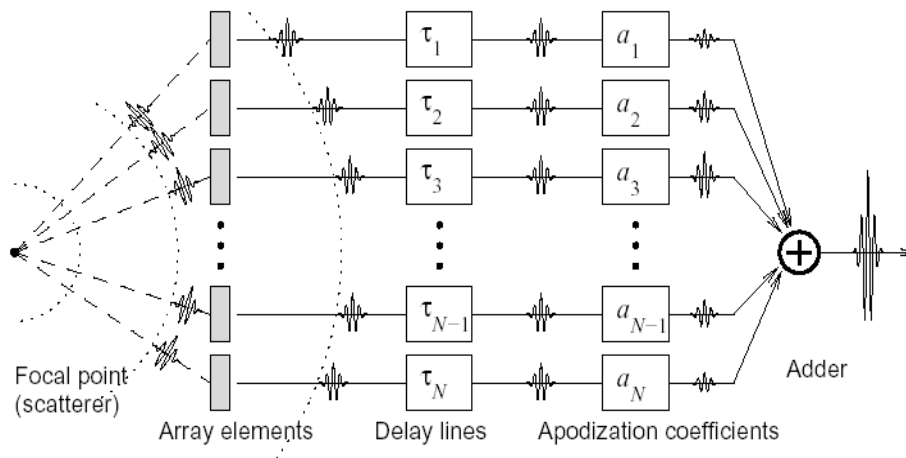 τ1
a1
τ2
a2
τ3
a3
τN−1
aN−1
τN
aN
+
Focal point
(scatterer)
Array elements
Delay lines
Apodization coefficients
Adder